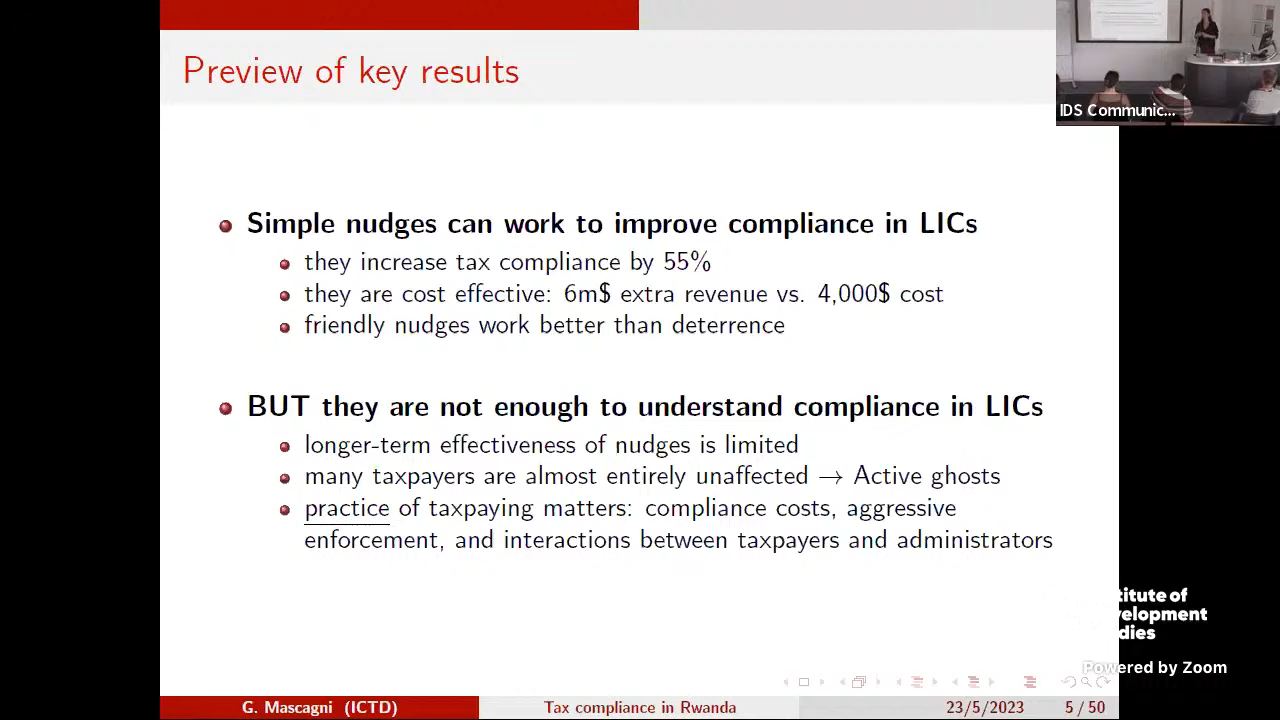 Preview of key results
IDS Communic...
Simple nudges can work to improve compliance in LICs
they increase tax compliance by 55%
they are cost effective: 6m$ extra revenue vs. 4,000$ cost
friendly nudges work better than deterrence
BUT they are not enough to understand compliance in LICs
longer-term effectiveness of nudges is limited
many taxpayers are almost entirely unaffected → Active ghosts
practice of taxpaying matters: compliance costs, aggressive
enforcement, and interactions between taxpayers and administrators
titute of
velopment
dies
Powered by Zoom
G. Mascagni (ICTD) Tax compliance in Rwanda 23/5/2023 5 / 50